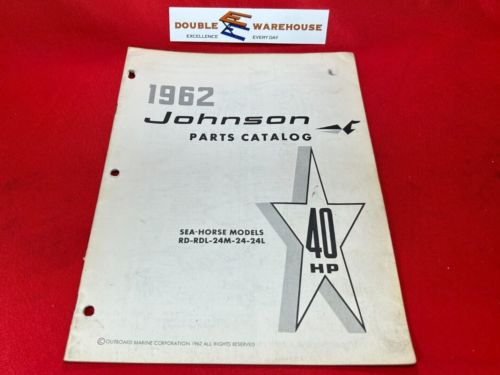 DOUBLE WAREHOUSE
EXCELLENCE EVERY DAY
1962
Johnson
PARTS CATALOG
SEA-HORSE MODELS
RD-RDL-24M-24-24L
40
HP
©OUTBOARD MARINE CORPORATION 1962 ALL RIGHTS RESERVED